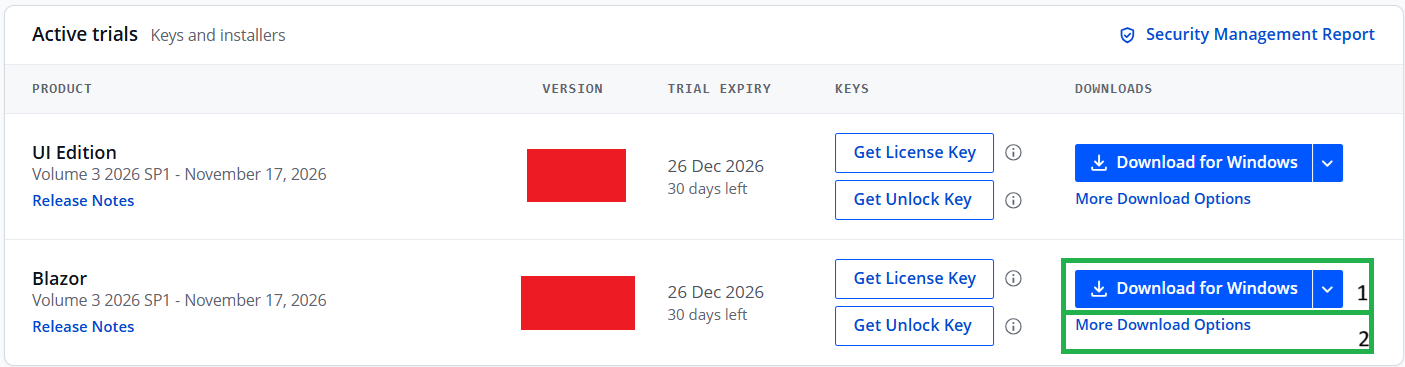 Active trials Keys and installers Security Management Report
PRODUCT VERSION TRIAL EXPIRY KEYS DOWNLOADS
UI Edition
Volume 3 2026 SP1 - November 17, 2026
Release Notes
26 Dec 2026
30 days left
Get License Key
Get Unlock Key
Download for Windows
More Download Options
Blazor
Volume 3 2026 SP1 - November 17, 2026
Release Notes
26 Dec 2026
30 days left
Get License Key
Get Unlock Key
Download for Windows 1
More Download Options 2